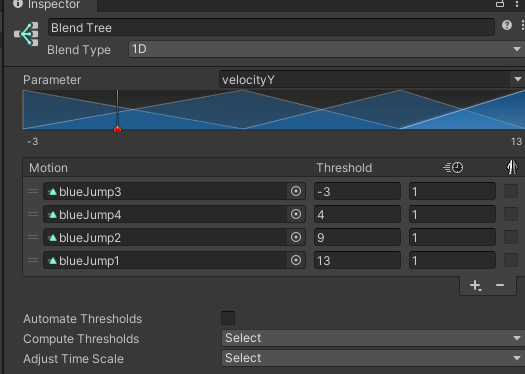 Inspector
Blend Tree
Blend Type 1D
Parameter velocityY
-3 13
Motion Threshold
blueJump3 -3 1
blueJump4 4 1
blueJump2 9 1
blueJump1 13 1
Automate Thresholds
Compute Thresholds Select
Adjust Time Scale Select